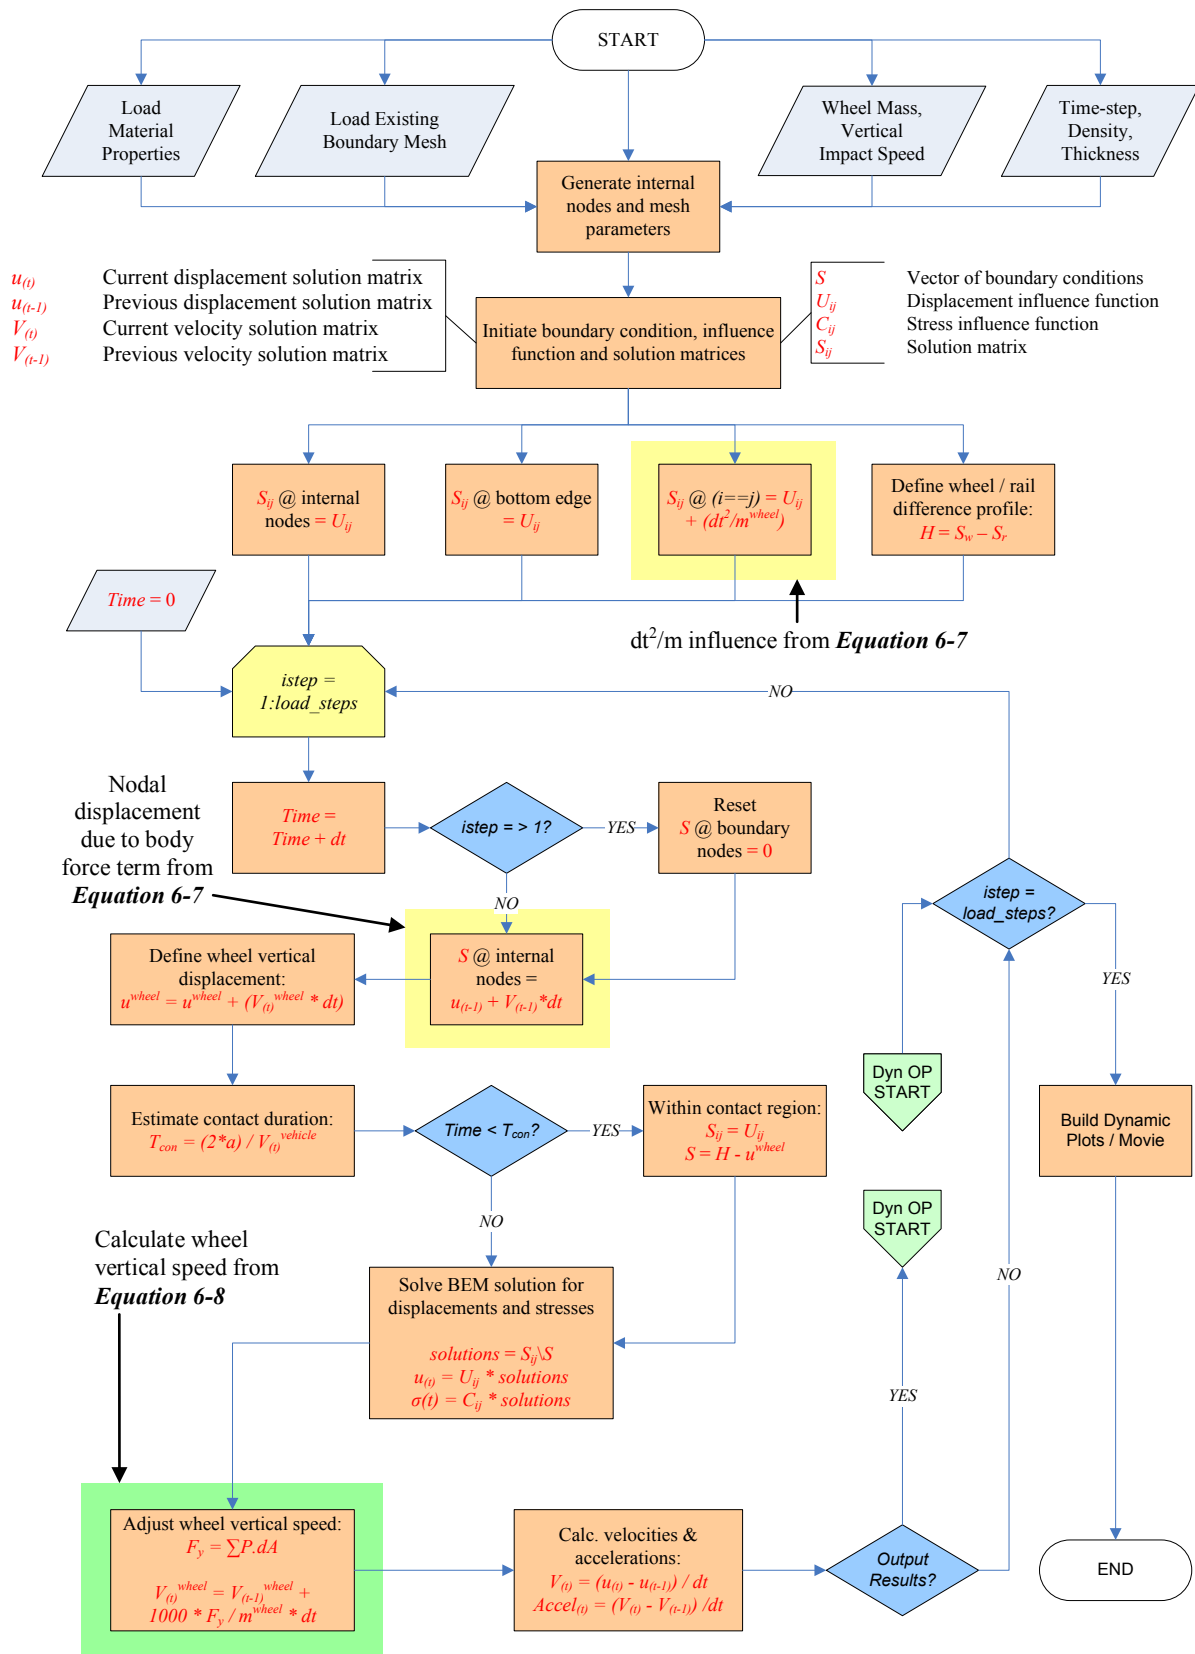 START
Load
Material
Properties
Load Existing
Boundary Mesh
Wheel Mass,
Vertical
Impact Speed
Time-step,
Density,
Thickness
Generate internal
nodes and mesh
parameters
u(t) Current displacement solution matrix
u(t-1) Previous displacement solution matrix
V(t) Current velocity solution matrix
V(t-1) Previous velocity solution matrix
Initiate boundary condition, influence
function and solution matrices
S Vector of boundary conditions
Uij Displacement influence function
Cij Stress influence function
Sij Solution matrix
Sij @ internal
nodes = Uij
Sij @ bottom edge
= Uij
Sij @ (i==j) = Uij
+ (dt²/m^wheel)
Define wheel / rail
difference profile:
H = Sw – Sr
Time = 0
dt²/m influence from Equation 6-7
istep =
1:load_steps
NO
Nodal
displacement
due to body
force term from
Equation 6-7
Time =
Time + dt
istep = > 1?
YES
Reset
S @ boundary
nodes = 0
NO
istep =
load_steps?
YES
Define wheel vertical
displacement:
u^wheel = u^wheel + (V(t)^wheel * dt)
S @ internal
nodes =
u(t-1) + V(t-1)*dt
Dyn OP
START
Estimate contact duration:
Tcon = (2*a) / V(t)^vehicle
Time < Tcon?
YES
Within contact region:
Sij = Uij
S = H - u^wheel
Build Dynamic
Plots / Movie
NO
Dyn OP
START
Calculate wheel
vertical speed from
Equation 6-8
Solve BEM solution for
displacements and stresses
solutions = Sij\S
u(t) = Uij * solutions
σ(t) = Cij * solutions
NO
YES
Adjust wheel vertical speed:
Fy = ∑P.dA
V(t)^wheel = V(t-1)^wheel +
1000 * Fy / m^wheel * dt
Calc. velocities &
accelerations:
V(t) = (u(t) - u(t-1)) / dt
Accel(t) = (V(t) - V(t-1)) /dt
Output
Results?
END